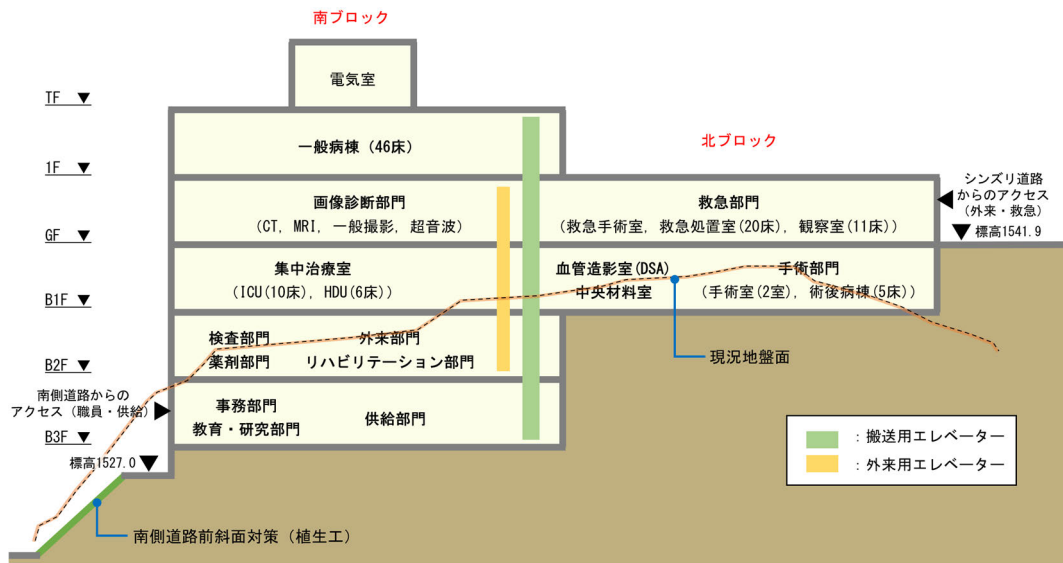 南ブロック
電気室
TF ▼
一般病棟（46床）
北ブロック
1F ▼
画像診断部門
（CT, MRI, 一般撮影, 超音波）
救急部門
（救急手術室, 救急処置室(20床), 観察室(11床)）
シンズリ道路
からのアクセス
（外来・救急）
GF ▼
▼標高1541.9
集中治療室
（ICU(10床), HDU(6床)）
血管造影室(DSA)
中央材料室
手術部門
（手術室(2室), 術後病棟(5床)）
B1F ▼
検査部門
薬剤部門
外来部門
リハビリテーション部門
現況地盤面
B2F ▼
南側道路からの
アクセス（職員・供給）
事務部門
教育・研究部門
供給部門
B3F ▼
標高1527.0 ▼
：搬送用エレベーター
：外来用エレベーター
南側道路前斜面対策（植生工）